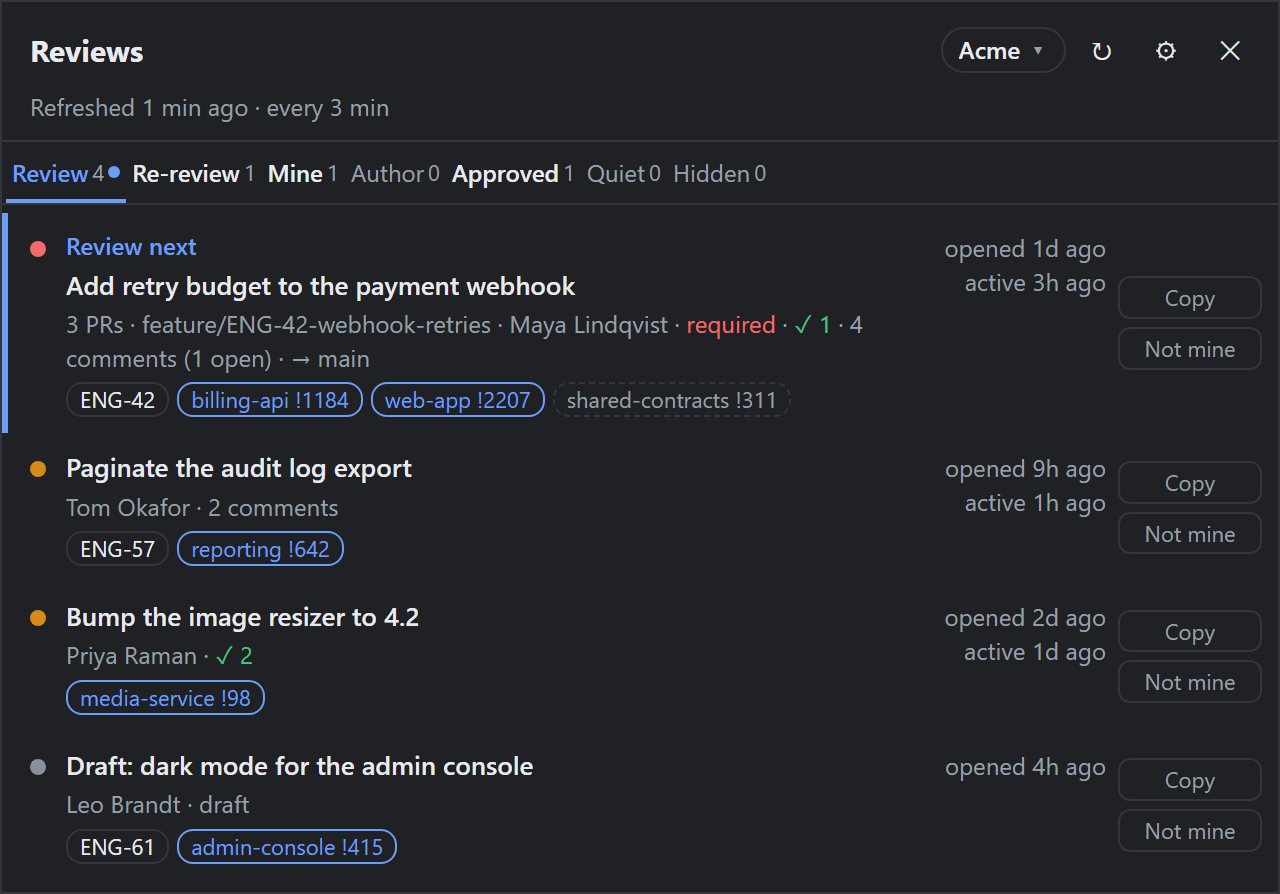 Reviews
Acme ▼ ↻ ⚙ ✕
Refreshed 1 min ago · every 3 min
Review 4 Re-review 1 Mine 1 Author 0 Approved 1 Quiet 0 Hidden 0
Review next
opened 1d ago
Add retry budget to the payment webhook
active 3h ago
3 PRs · feature/ENG-42-webhook-retries · Maya Lindqvist · required · ✓ 1 · 4
comments (1 open) · → main
ENG-42 billing-api !1184 web-app !2207 shared-contracts !311
Copy
Not mine
Paginate the audit log export
opened 9h ago
Tom Okafor · 2 comments
active 1h ago
ENG-57 reporting !642
Copy
Not mine
Bump the image resizer to 4.2
opened 2d ago
Priya Raman · ✓ 2
active 1d ago
media-service !98
Copy
Not mine
Draft: dark mode for the admin console
opened 4h ago
Leo Brandt · draft
ENG-61 admin-console !415
Copy
Not mine